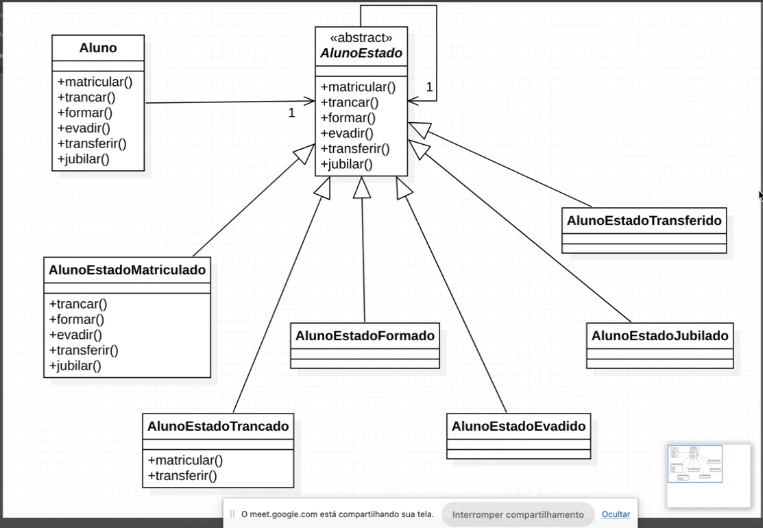 Aluno
+matricular()
+trancar()
+formar()
+evadir()
+transferir()
+jubilar()
1
«abstract»
AlunoEstado
+matricular()
+trancar()
+formar()
+evadir()
+transferir()
+jubilar()
1
AlunoEstadoTransferido
AlunoEstadoMatriculado
+trancar()
+formar()
+evadir()
+transferir()
+jubilar()
AlunoEstadoFormado
AlunoEstadoJubilado
AlunoEstadoTrancado
+matricular()
+transferir()
AlunoEstadoEvadido
O meet.google.com está compartilhando sua tela.
Interromper compartilhamento
Ocultar